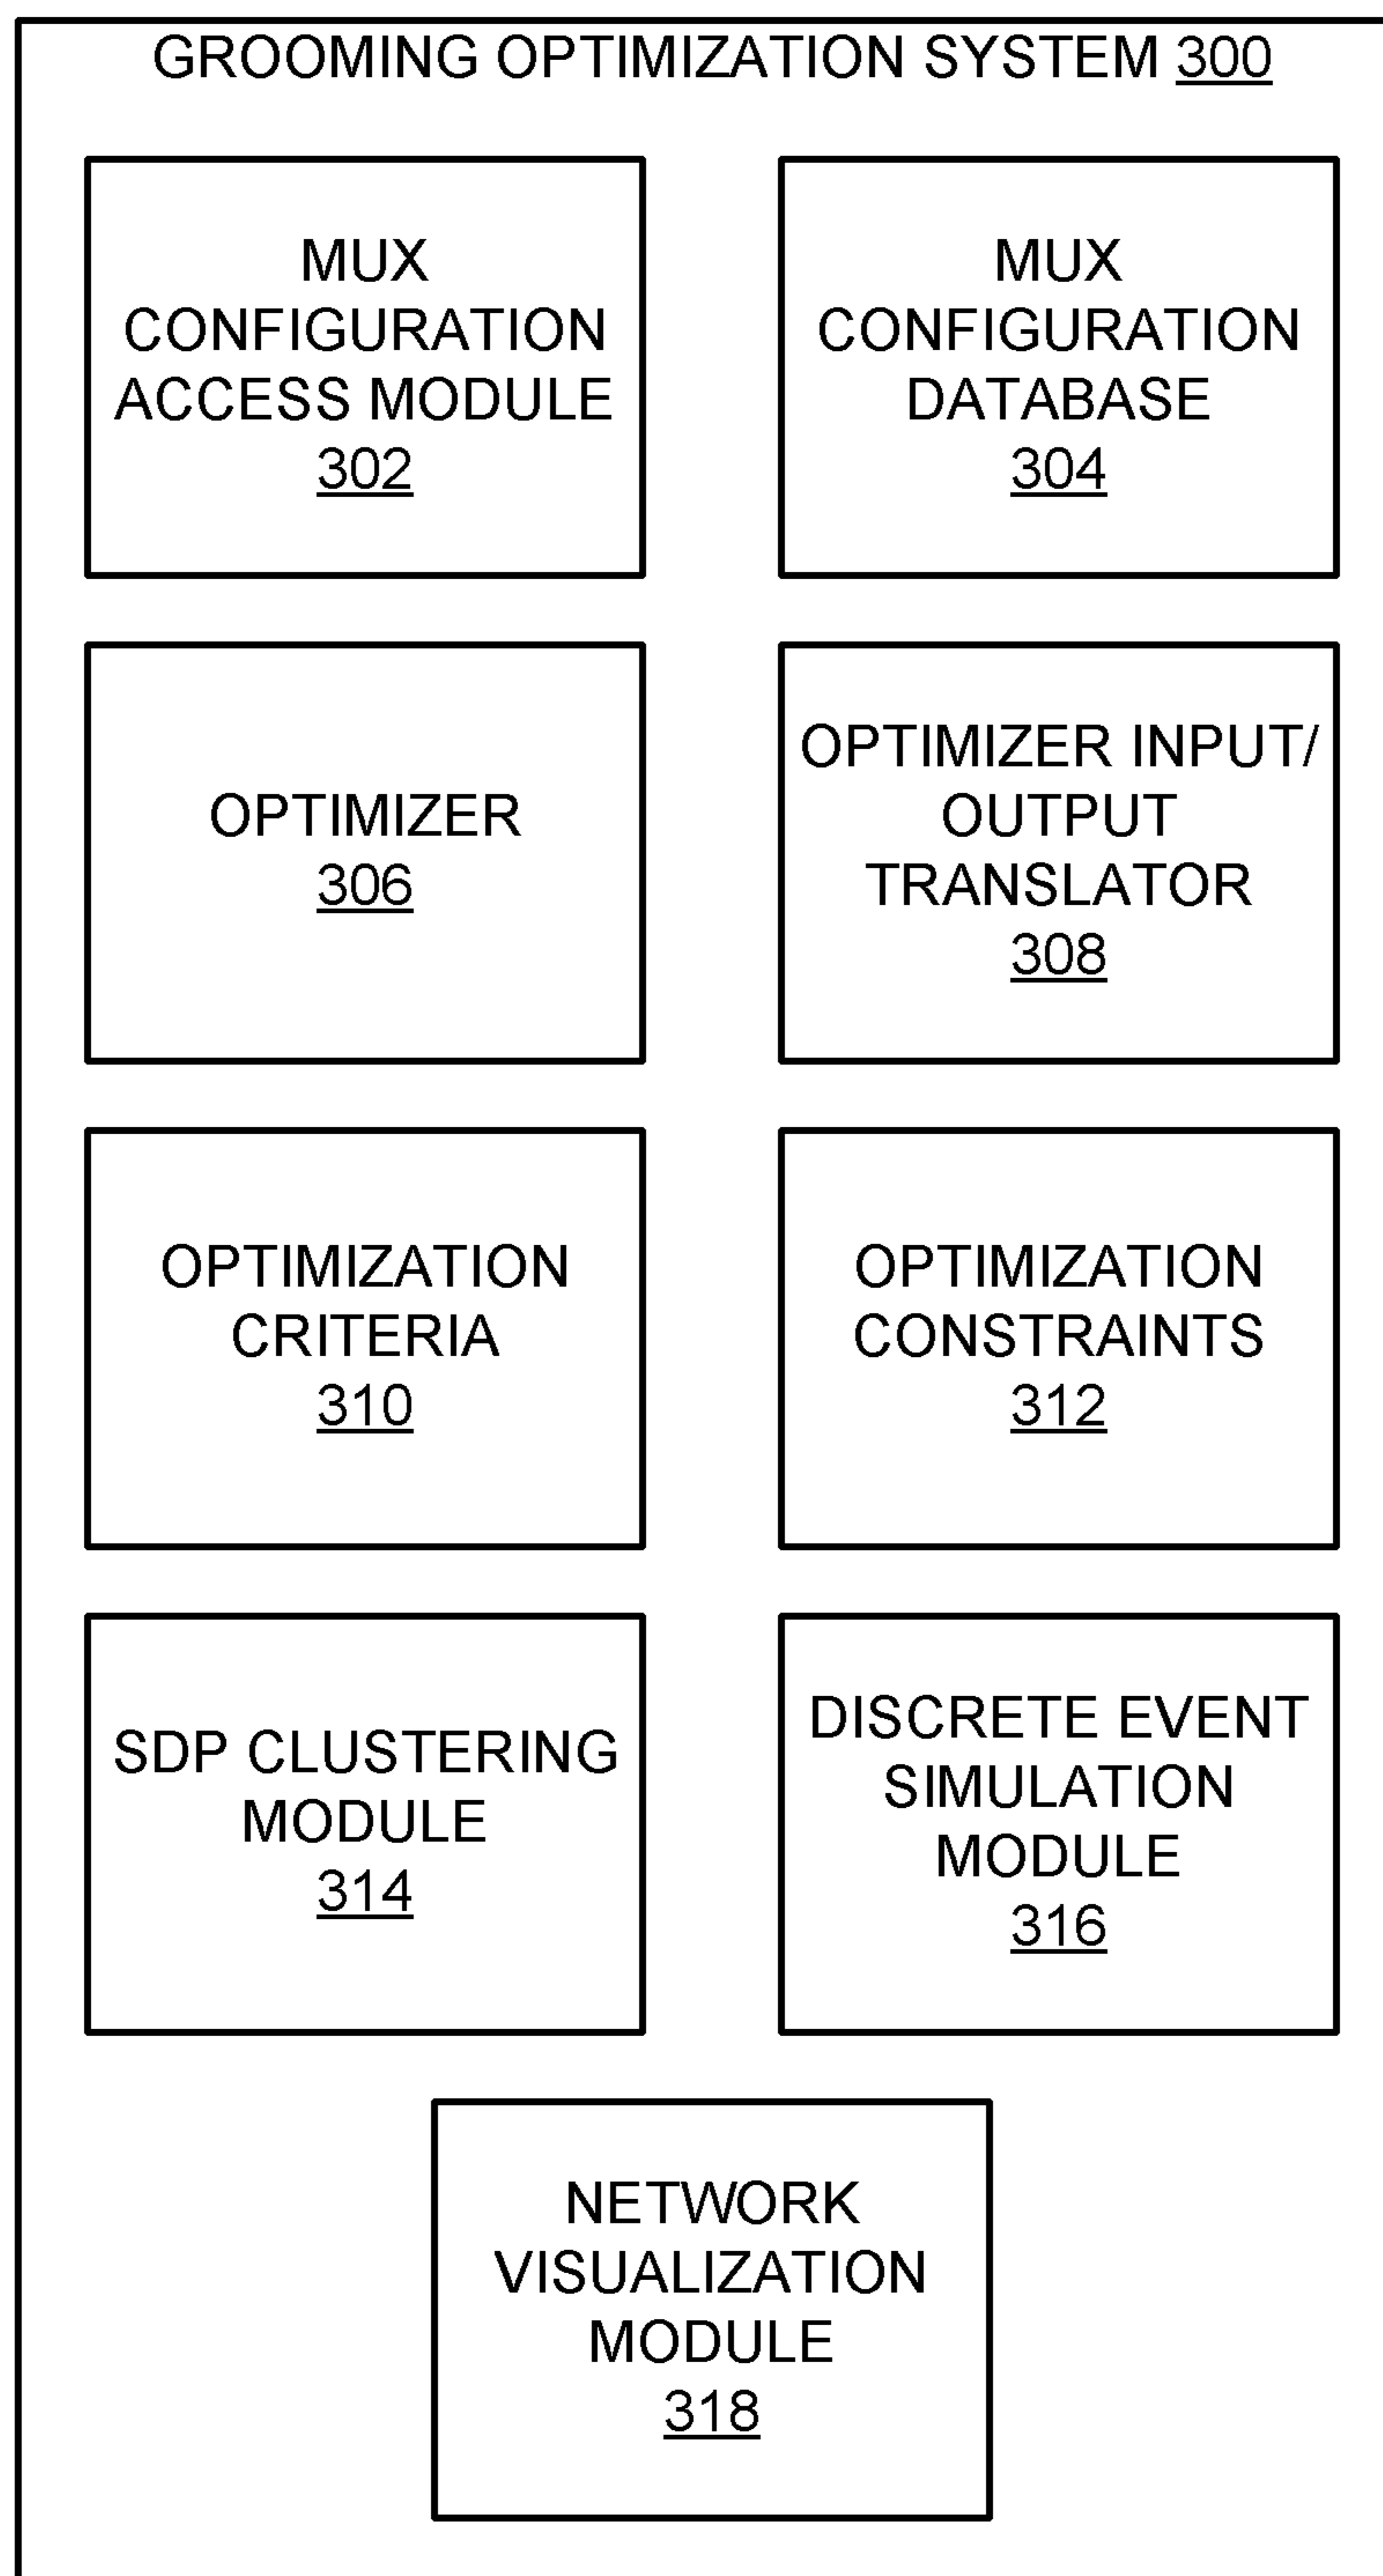 GROOMING OPTIMIZATION SYSTEM 300
MUX
CONFIGURATION
ACCESS MODULE
302
MUX
CONFIGURATION
DATABASE
304
OPTIMIZER
306
OPTIMIZER INPUT/
OUTPUT
TRANSLATOR
308
OPTIMIZATION
CRITERIA
310
OPTIMIZATION
CONSTRAINTS
312
SDP CLUSTERING
MODULE
314
DISCRETE EVENT
SIMULATION
MODULE
316
NETWORK
VISUALIZATION
MODULE
318